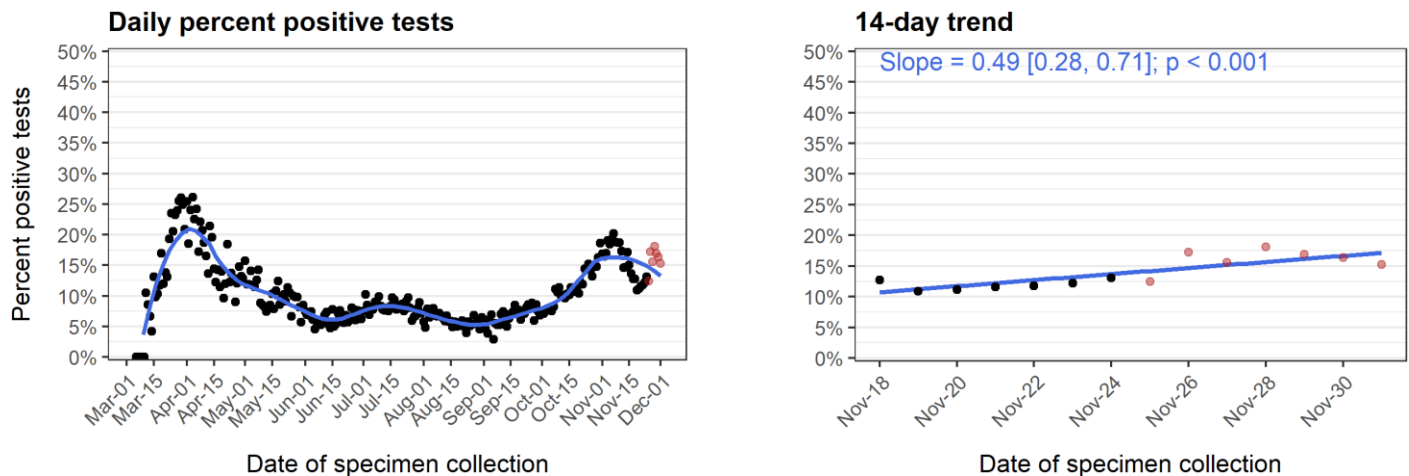 Daily percent positive tests
Percent positive tests
50%
45%
40%
35%
30%
25%
20%
15%
10%
5%
0%
Mar-01
Mar-15
Apr-01
Apr-15
May-01
May-15
Jun-01
Jun-15
Jul-01
Jul-15
Aug-01
Aug-15
Sep-01
Sep-15
Oct-01
Oct-15
Nov-01
Nov-15
Dec-01
Date of specimen collection
14-day trend
Slope = 0.49 [0.28, 0.71]; p < 0.001
50%
45%
40%
35%
30%
25%
20%
15%
10%
5%
0%
Nov-18
Nov-20
Nov-22
Nov-24
Nov-26
Nov-28
Nov-30
Date of specimen collection